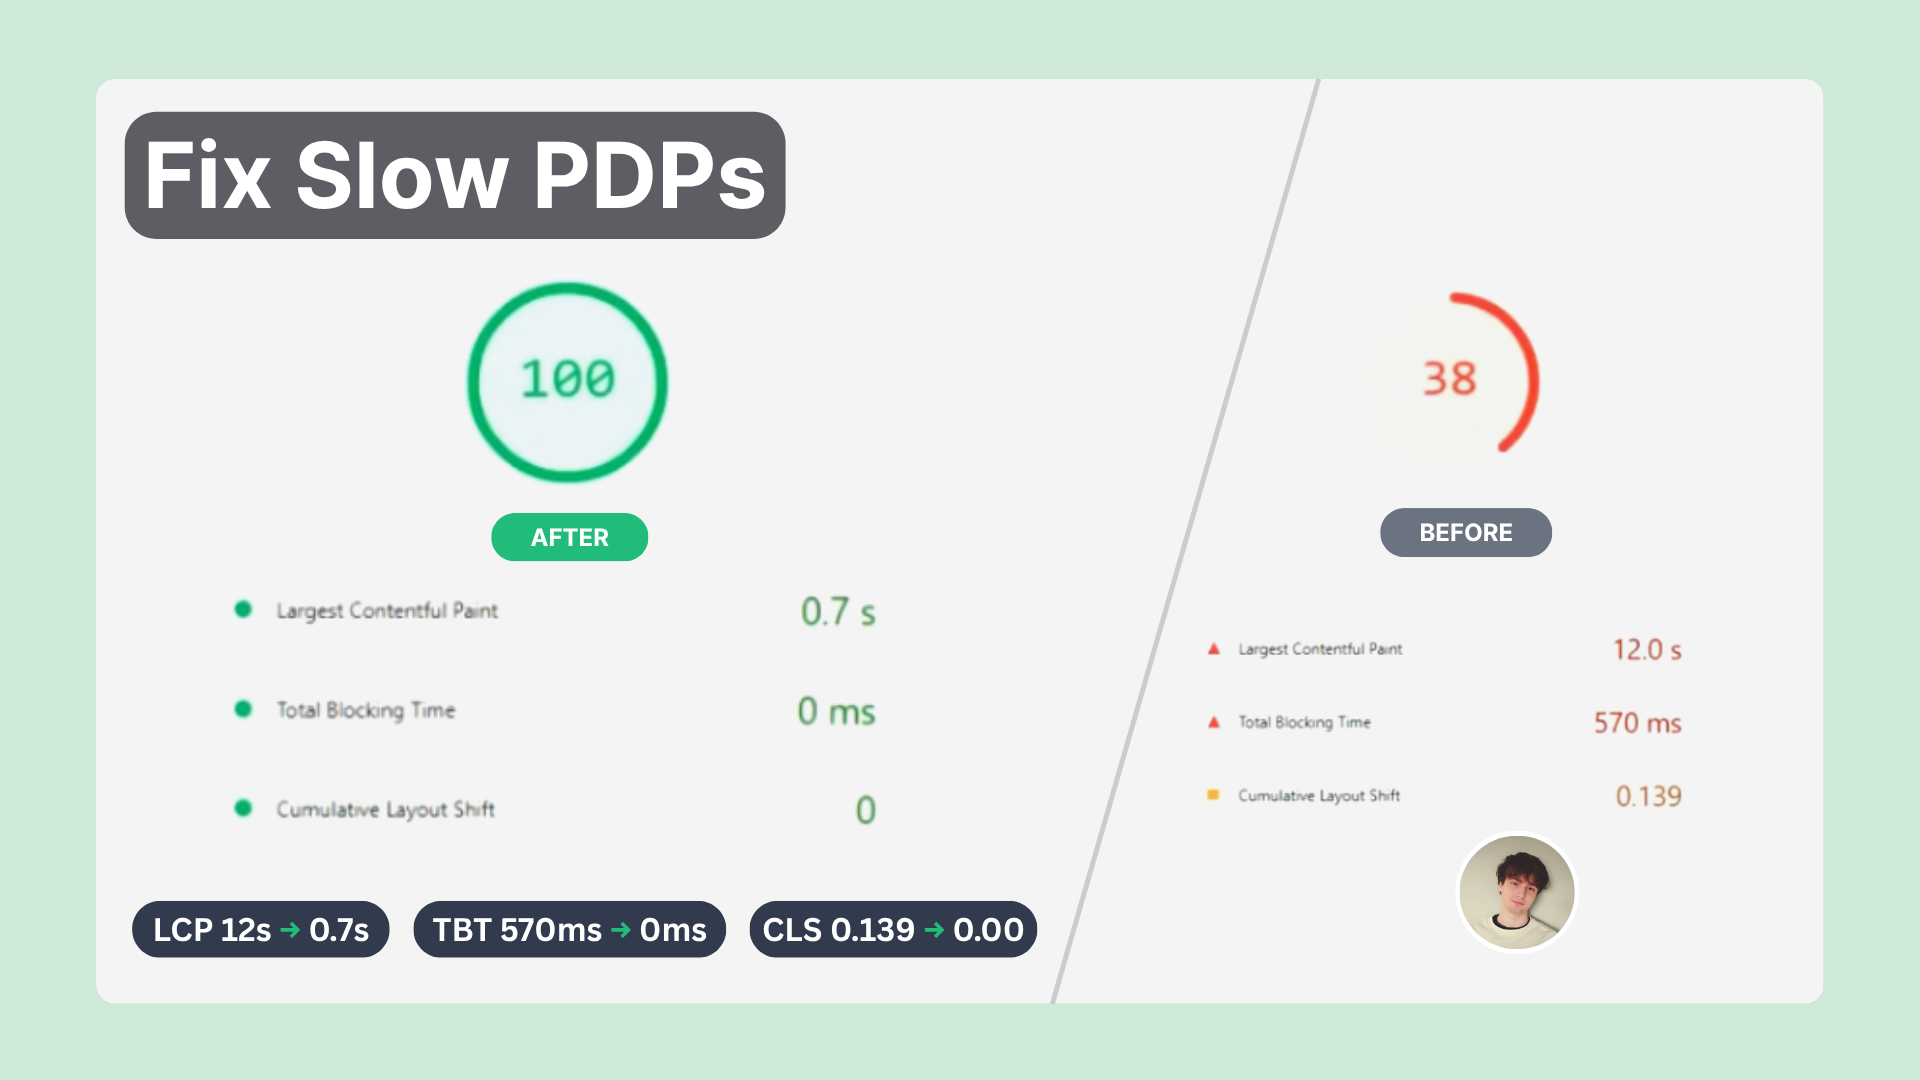 Fix Slow PDPs
100
AFTER
Largest Contentful Paint 0.7 s
Total Blocking Time 0 ms
Cumulative Layout Shift 0
LCP 12s → 0.7s
TBT 570ms → 0ms
CLS 0.139 → 0.00
38
BEFORE
Largest Contentful Paint 12.0 s
Total Blocking Time 570 ms
Cumulative Layout Shift 0.139